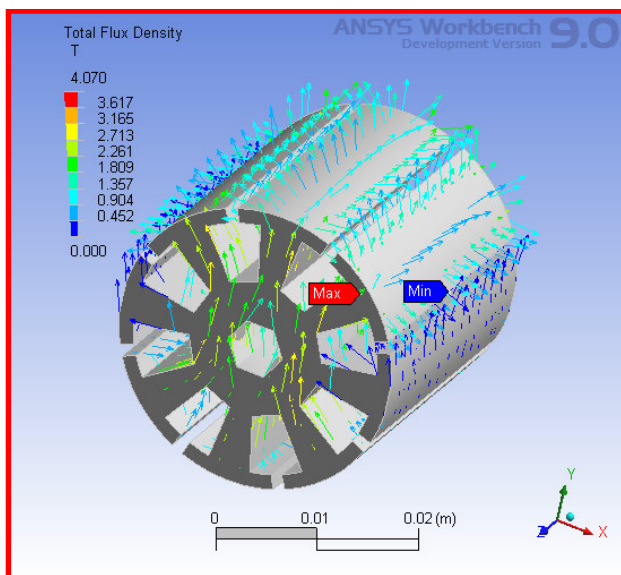 ANSYS Workbench 9.0
Development Version
Total Flux Density
T
4.070
3.617
3.165
2.713
2.261
1.809
1.357
0.904
0.452
0.000
Max
Min
0
0.01
0.02 (m)
Y
Z
X